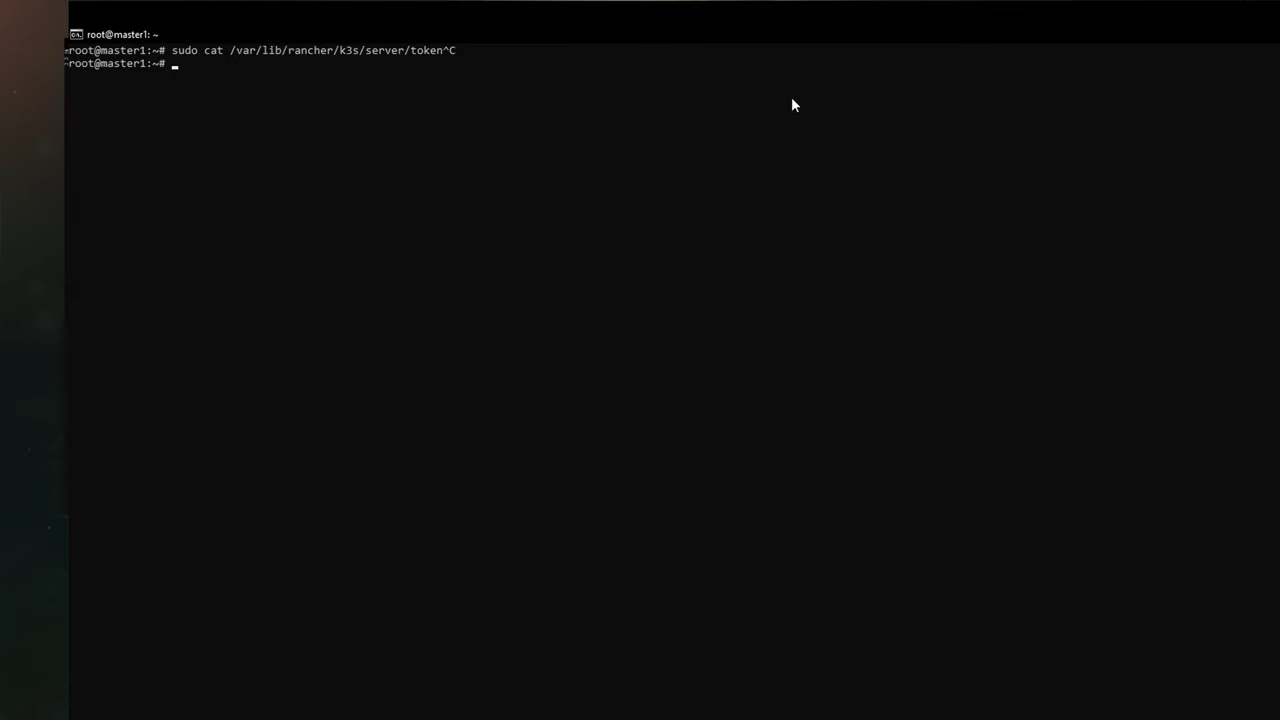 root@master1: ~
root@master1:~# sudo cat /var/lib/rancher/k3s/server/token^C
root@master1:~#